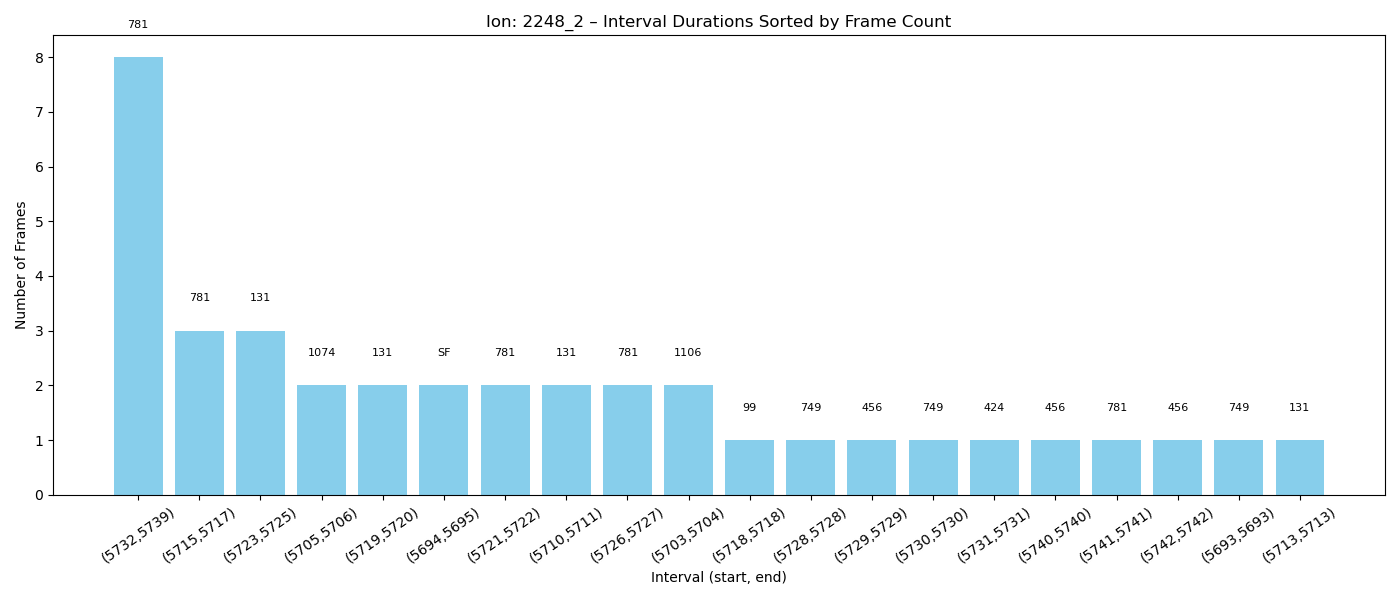 781
lon: 2248_2 – Interval Durations Sorted by Frame Count
Number of Frames
8
7
6
5
4
3
2
1
0
781 131
1074 131 SF 781 131 781 1106
99 749 456 749 424 456 781 456 749 131
(5732,5739) (5715,5717) (5723,5725) (5705,5706) (5719,5720) (5694,5695) (5721,5722) (5710,5711) (5726,5727) (5703,5704) (5718,5718) (5728,5728) (5729,5729) (5730,5730) (5731,5731) (5740,5740) (5741,5741) (5742,5742) (5693,5693) (5713,5713)
Interval (start, end)